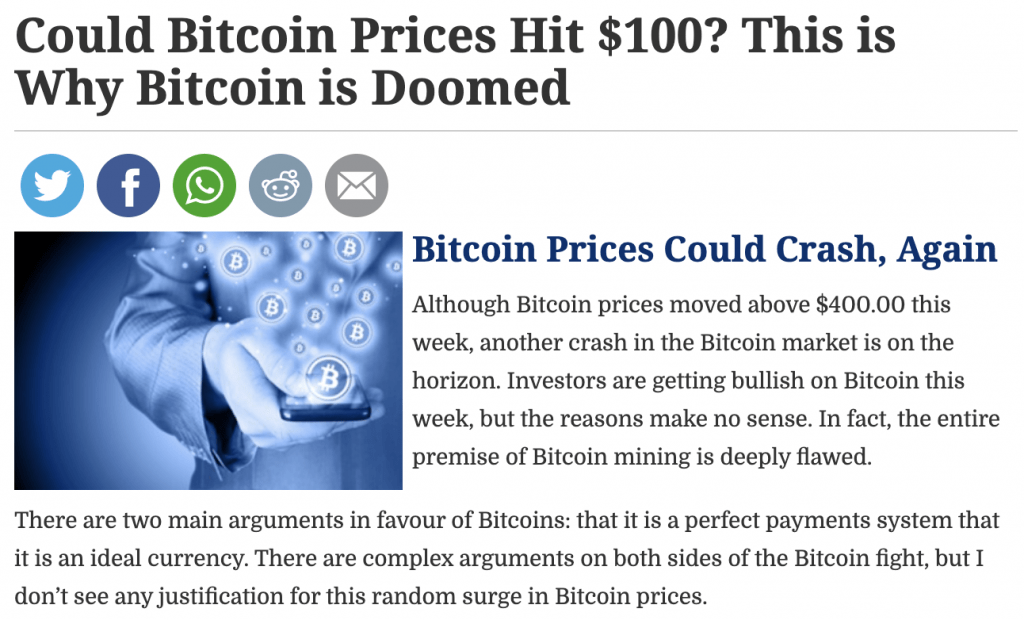 Could Bitcoin Prices Hit $100? This is
Why Bitcoin is Doomed
Bitcoin Prices Could Crash, Again
Although Bitcoin prices moved above $400.00 this
week, another crash in the Bitcoin market is on the
horizon. Investors are getting bullish on Bitcoin this
week, but the reasons make no sense. In fact, the entire
premise of Bitcoin mining is deeply flawed.
There are two main arguments in favour of Bitcoins: that it is a perfect payments system that
it is an ideal currency. There are complex arguments on both sides of the Bitcoin fight, but I
don’t see any justification for this random surge in Bitcoin prices.